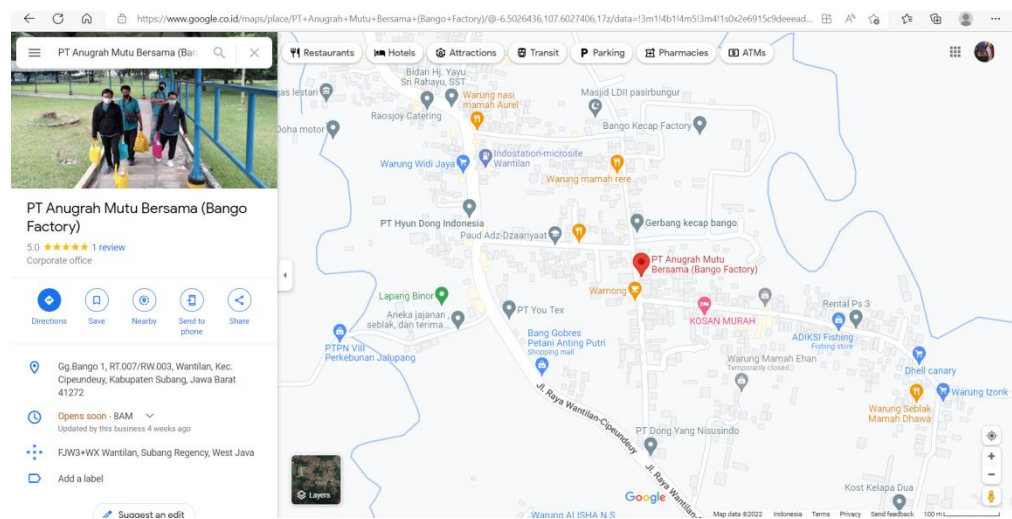 https://www.google.co.id/maps/place/PT+Anugrah+Mutu+Bersama+(Bango+Factory)/@-6.5026436,107.6027406,17z/data=!3m1!4b1!4m5!3m4!1s0x2e6915c9deeead...
PT Anugrah Mutu Bersama (Ban
Restaurants
Hotels
Attractions
Transit
Parking
Pharmacies
ATMs
PT Anugrah Mutu Bersama (Bango
Factory)
5.0
1 review
Corporate office
Directions
Save
Nearby
Send to
phone
Share
Gg.Bango 1, RT.007/RW.003, Wantilan, Kec.
Cipeundeuy, Kabupaten Subang, Jawa Barat
41272
Opens soon · 8AM
Updated by this business 4 weeks ago
FJW3+WX Wantilan, Subang Regency, West Java
Add a label
Suggest an edit
Bidan Hj. Yayu
Sri Rahayu, SST
as lestari
Warung nasi
mamah Aurel
Masjid LDII pasirbungur
Raosjoy Catering
Doha motor
Bango Kecap Factory
Indostation-microsite
Wantilan
Warung Widi Jaya
Warung mamah rere
PT Hyun Dong Indonesia
Gerbang kecap bango
Paud Adz-Dzaariyaat
PT Anugrah Mutu
Bersama (Bango Factory)
Lapang Binor
Warnong
Aneka jajanan ,
seblak, dan terima...
PT You Tex
KOSAN MURAH
Rental Ps 3
PTPN VIII
Perkebunan Jalupang
Bang Gobres
Petani Anting Putri
Shopping mall
ADIKSI Fishing
Fishing store
Warung Mamah Ehan
Temporarily closed
Dhell canary
Warung Izonk
Jl. Raya Wantilan-Cipeundeuy
Warung Seblak
Mamah Dhawa
PT Dong Yang Nisusindo
Jl. Raya Wantilan
Layers
Kost Kelapa Dua
Google
Warung ALISHA N.S
Map data ©2022
Indonesia
Terms
Privacy
Send feedback
100 m